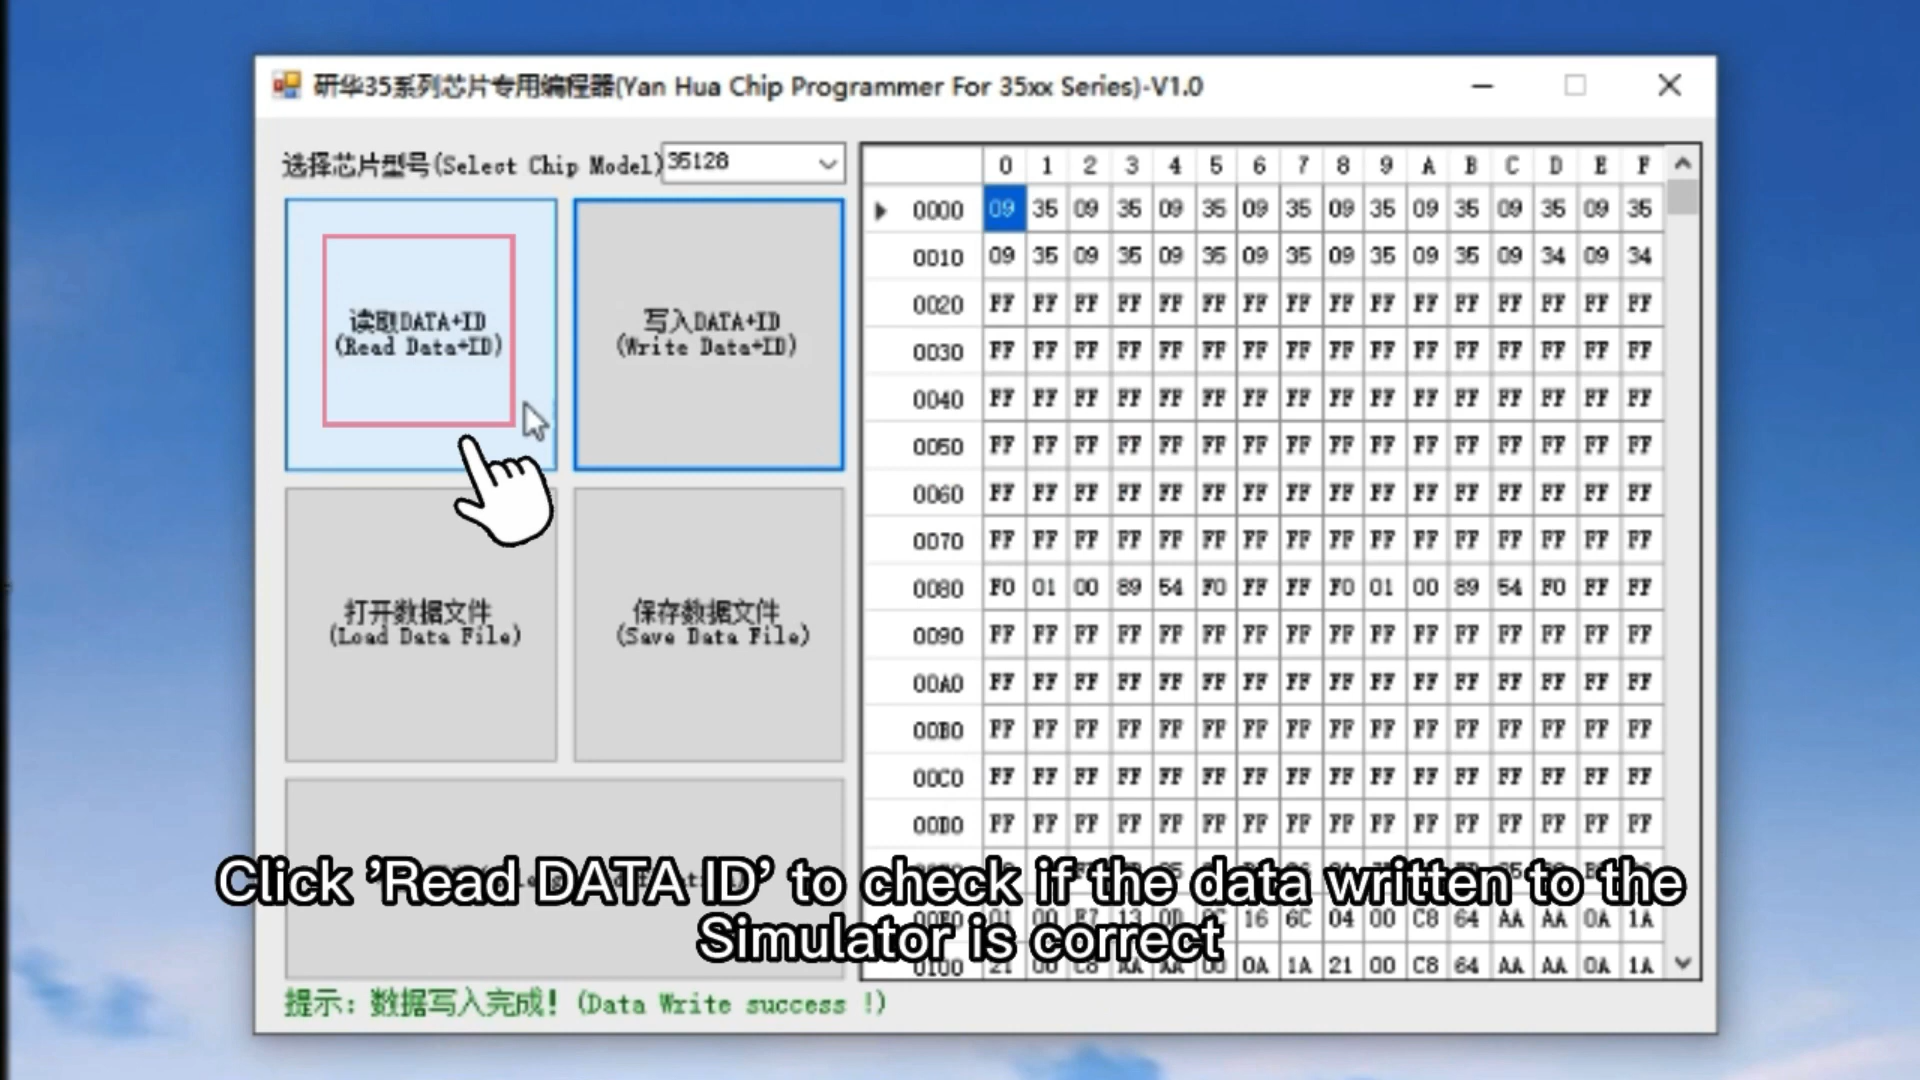 研华35系列芯片专用编程器(Yan Hua Chip Programmer For 35xx Series)-V1.0
选择芯片型号(Select Chip Model) 35128
读取DATA+ID
(Read Data+ID)
写入DATA+ID
(Write Data+ID)
打开数据文件
(Load Data File)
保存数据文件
(Save Data File)
0 1 2 3 4 5 6 7 8 9 A B C D E F
0000 09 35 09 35 09 35 09 35 09 35 09 35 09 35 09 35
0010 09 35 09 35 09 35 09 35 09 35 09 35 09 34 09 34
0020 FF FF FF FF FF FF FF FF FF FF FF FF FF FF FF FF
0030 FF FF FF FF FF FF FF FF FF FF FF FF FF FF FF FF
0040 FF FF FF FF FF FF FF FF FF FF FF FF FF FF FF FF
0050 FF FF FF FF FF FF FF FF FF FF FF FF FF FF FF FF
0060 FF FF FF FF FF FF FF FF FF FF FF FF FF FF FF FF
0070 FF FF FF FF FF FF FF FF FF FF FF FF FF FF FF FF
0080 F0 01 00 89 54 F0 FF FF F0 01 00 89 54 F0 FF FF
0090 FF FF FF FF FF FF FF FF FF FF FF FF FF FF FF FF
00A0 FF FF FF FF FF FF FF FF FF FF FF FF FF FF FF FF
00B0 FF FF FF FF FF FF FF FF FF FF FF FF FF FF FF FF
00C0 FF FF FF FF FF FF FF FF FF FF FF FF FF FF FF FF
00D0 FF FF FF FF FF FF FF FF FF FF FF FF FF FF FF FF
Click 'Read DATA ID' to check if the data written to the
00F0 01 00 13 0D 16 6C 04 00 C8 64 AA AA 0A 1A
Simulator is correct
0100 21 00 C8 AA AA 00 0A 1A 21 00 C8 64 AA AA 0A 1A
提示: 数据写入完成! (Data Write success !)